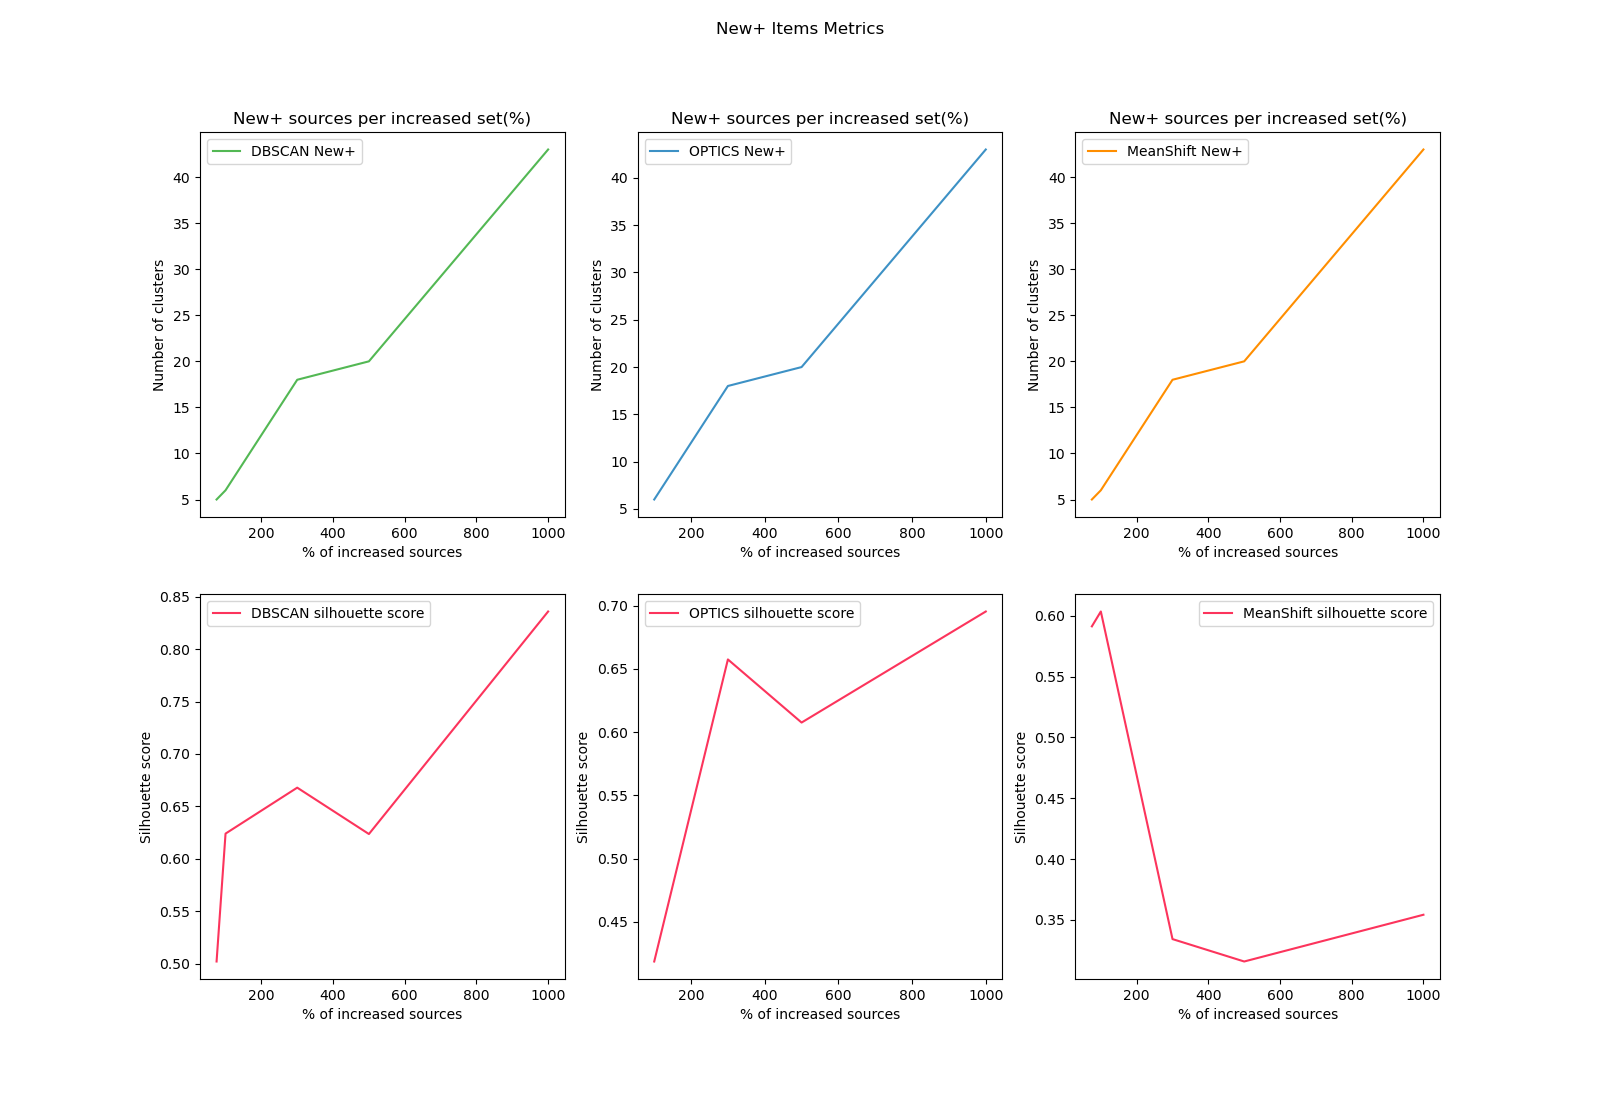 New+ Items Metrics
New+ sources per increased set(%)
New+ sources per increased set(%)
New+ sources per increased set(%)
DBSCAN New+
OPTICS New+
MeanShift New+
Number of clusters
40
35
30
25
20
15
10
5
200 400 600 800 1000
% of increased sources
Number of clusters
40
35
30
25
20
15
10
5
200 400 600 800 1000
% of increased sources
Number of clusters
40
35
30
25
20
15
10
5
200 400 600 800 1000
% of increased sources
DBSCAN silhouette score
Silhouette score
0.85
0.80
0.75
0.70
0.65
0.60
0.55
0.50
200 400 600 800 1000
% of increased sources
OPTICS silhouette score
Silhouette score
0.70
0.65
0.60
0.55
0.50
0.45
200 400 600 800 1000
% of increased sources
MeanShift silhouette score
Silhouette score
0.60
0.55
0.50
0.45
0.40
0.35
200 400 600 800 1000
% of increased sources